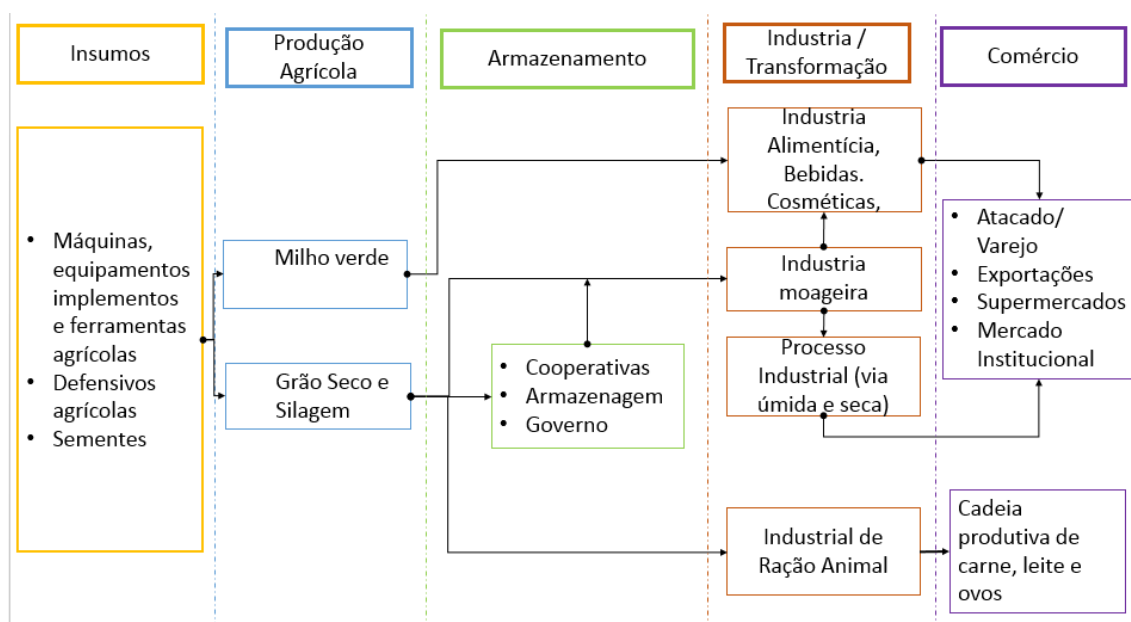 Insumos
Produção
Agrícola
Armazenamento
Industria /
Transformação
Comércio
• Máquinas,
equipamentos
implementos
e ferramentas
agrícolas
• Defensivos
agrícolas
• Sementes
Milho verde
Grão Seco e
Silagem
• Cooperativas
• Armazenagem
• Governo
Industria
Alimentícia,
Bebidas.
Cosméticas,
Industria
moageira
Processo
Industrial (via
úmida e seca)
Industrial de
Ração Animal
• Atacado/
Varejo
• Exportações
• Supermercados
• Mercado
Institucional
Cadeia
produtiva de
carne, leite e
ovos